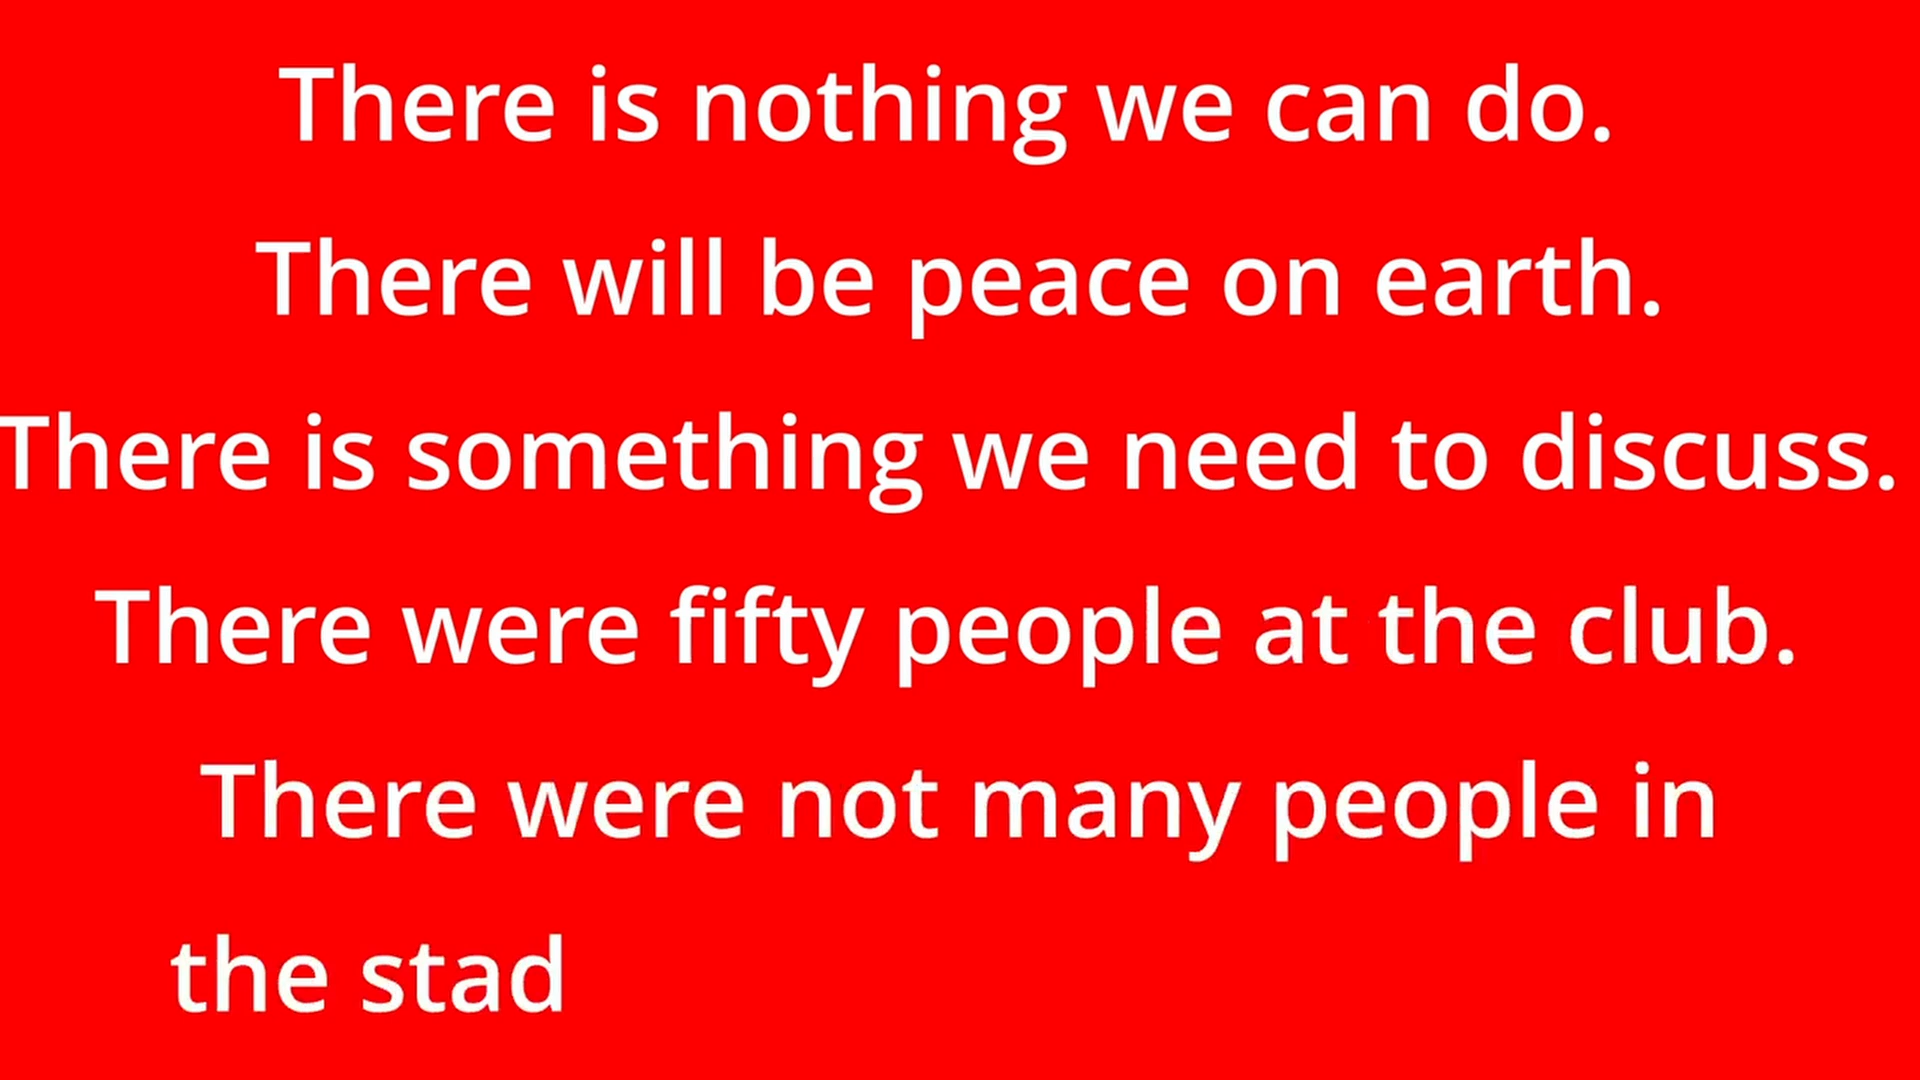 There is nothing we can do.
There will be peace on earth.
There is something we need to discuss.
There were fifty people at the club.
There were not many people in
the stad